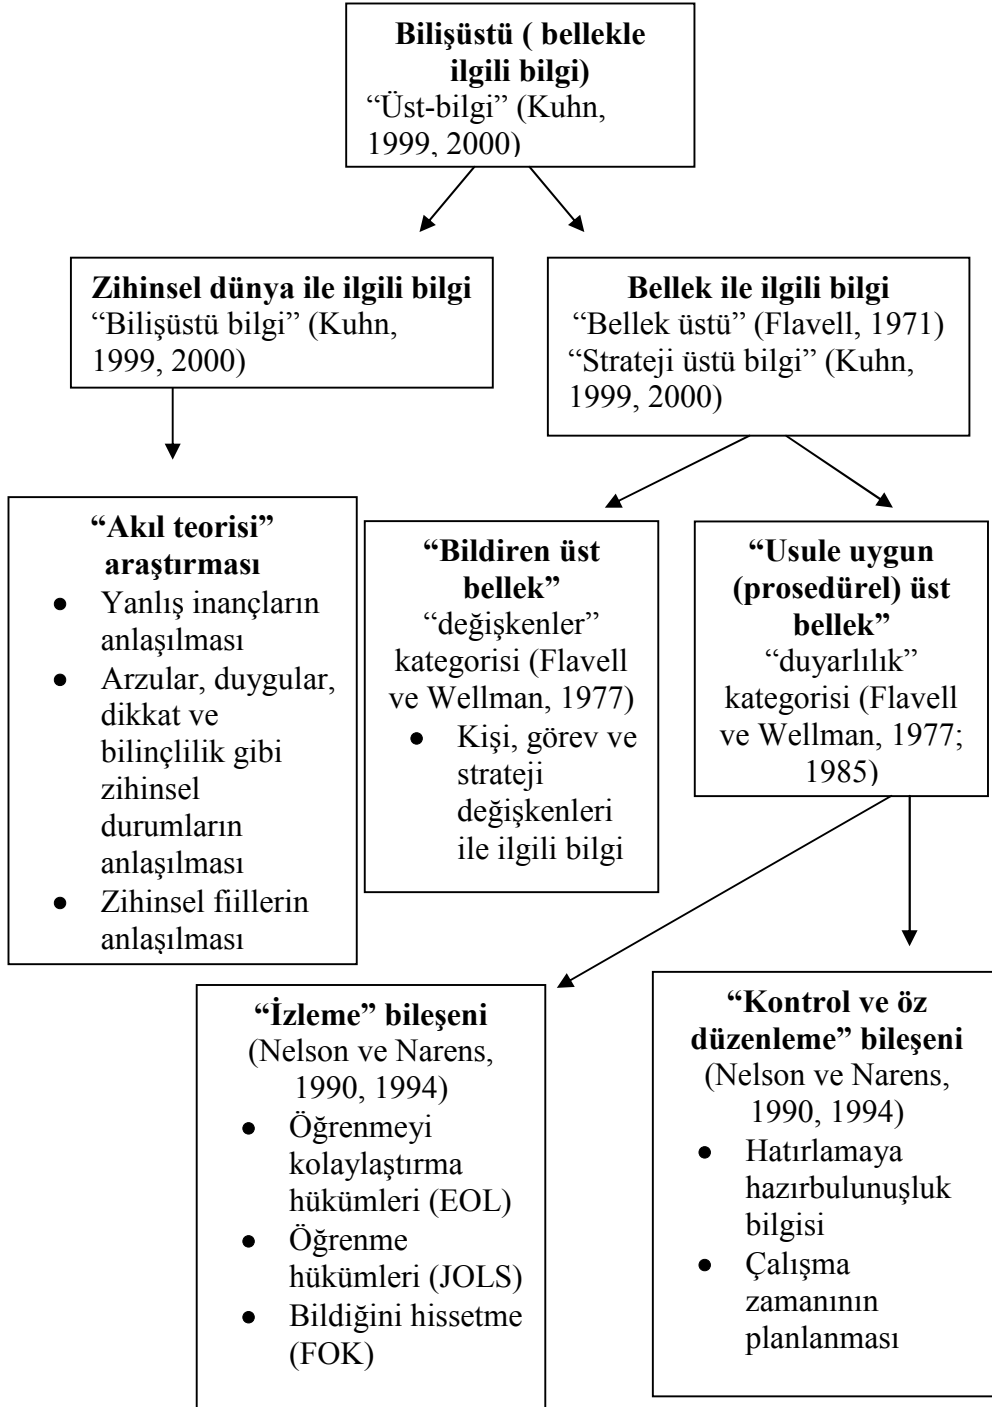 Bilişüstü ( bellekle
ilgili bilgi)
“Üst-bilgi” (Kuhn,
1999, 2000)
Zihinsel dünya ile ilgili bilgi
“Bilişüstü bilgi” (Kuhn,
1999, 2000)
Bellek ile ilgili bilgi
“Bellek üstü” (Flavell, 1971)
“Strateji üstü bilgi” (Kuhn,
1999, 2000)
“Akıl teorisi”
araştırması
• Yanlış inançların
anlaşılması
• Arzular, duygular,
dikkat ve
bilinçlilik gibi
zihinsel
durumların
anlaşılması
• Zihinsel fiillerin
anlaşılması
“Bildiren üst
bellek”
“değişkenler”
kategorisi (Flavell
ve Wellman, 1977)
• Kişi, görev ve
strateji
değişkenleri
ile ilgili bilgi
“Usule uygun
(prosedürel) üst
bellek”
“duyarlılık”
kategorisi (Flavell
ve Wellman, 1977;
1985)
“İzleme” bileşeni
(Nelson ve Narens,
1990, 1994)
• Öğrenmeyi
kolaylaştırma
hükümleri (EOL)
• Öğrenme
hükümleri (JOLS)
• Bildiğini hissetme
(FOK)
“Kontrol ve öz
düzenleme” bileşeni
(Nelson ve Narens,
1990, 1994)
• Hatırlamaya
hazırbulunuşluk
bilgisi
• Çalışma
zamanının
planlanması